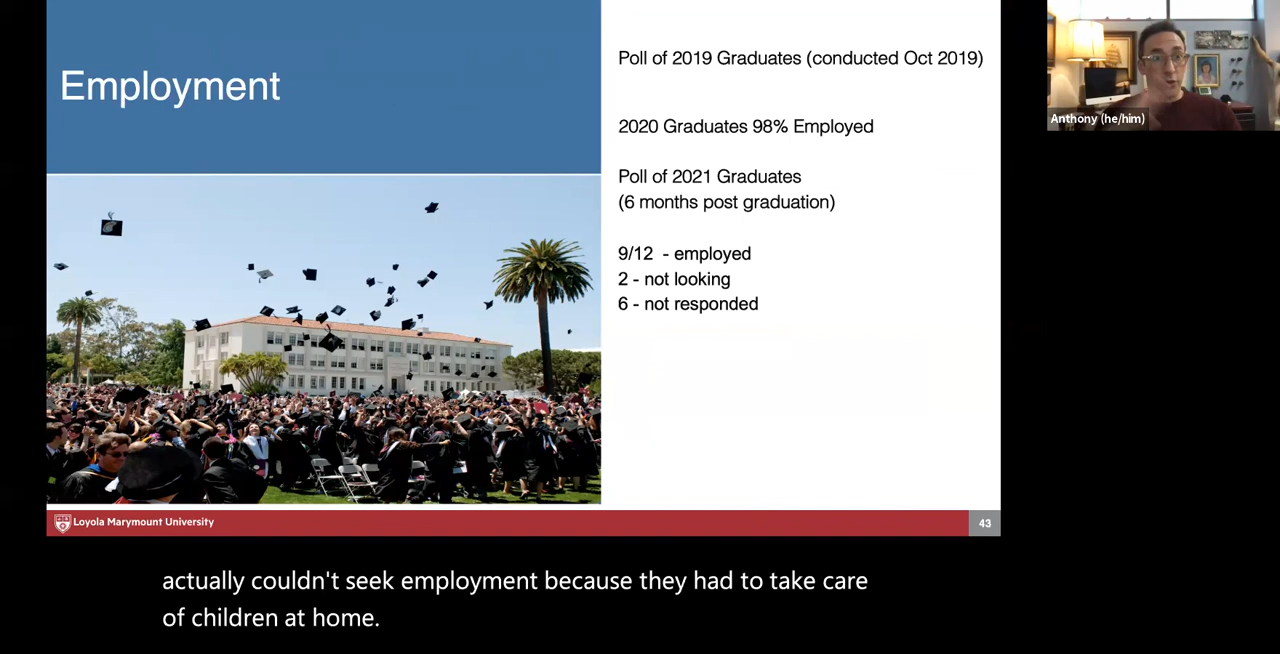 Employment
Poll of 2019 Graduates (conducted Oct 2019)
2020 Graduates 98% Employed
Poll of 2021 Graduates
(6 months post graduation)
9/12 - employed
2 - not looking
6 - not responded
Anthony (he/him)
Loyola Marymount University
43
actually couldn't seek employment because they had to take care
of children at home.